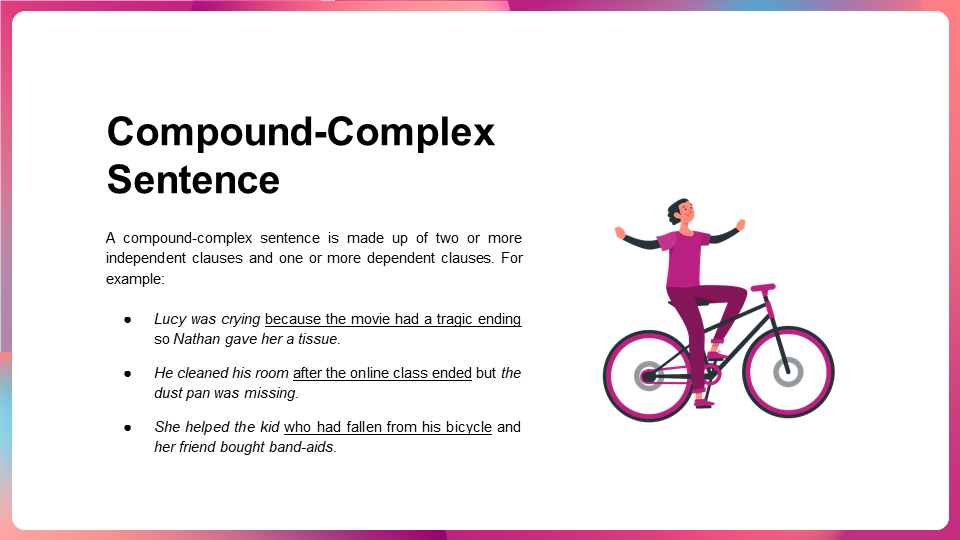 Compound-Complex
Sentence
A compound-complex sentence is made up of two or more
independent clauses and one or more dependent clauses. For
example:
● Lucy was crying because the movie had a tragic ending
so Nathan gave her a tissue.
● He cleaned his room after the online class ended but the
dust pan was missing.
● She helped the kid who had fallen from his bicycle and
her friend bought band-aids.